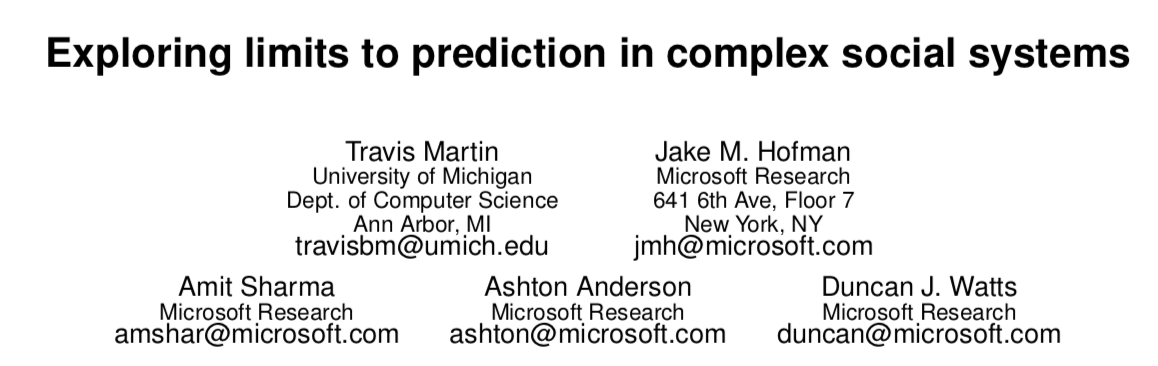 Exploring limits to prediction in complex social systems
Travis Martin
University of Michigan
Dept. of Computer Science
Ann Arbor, MI
travisbm@umich.edu
Jake M. Hofman
Microsoft Research
641 6th Ave, Floor 7
New York, NY
jmh@microsoft.com
Amit Sharma
Microsoft Research
amshar@microsoft.com
Ashton Anderson
Microsoft Research
ashton@microsoft.com
Duncan J. Watts
Microsoft Research
duncan@microsoft.com